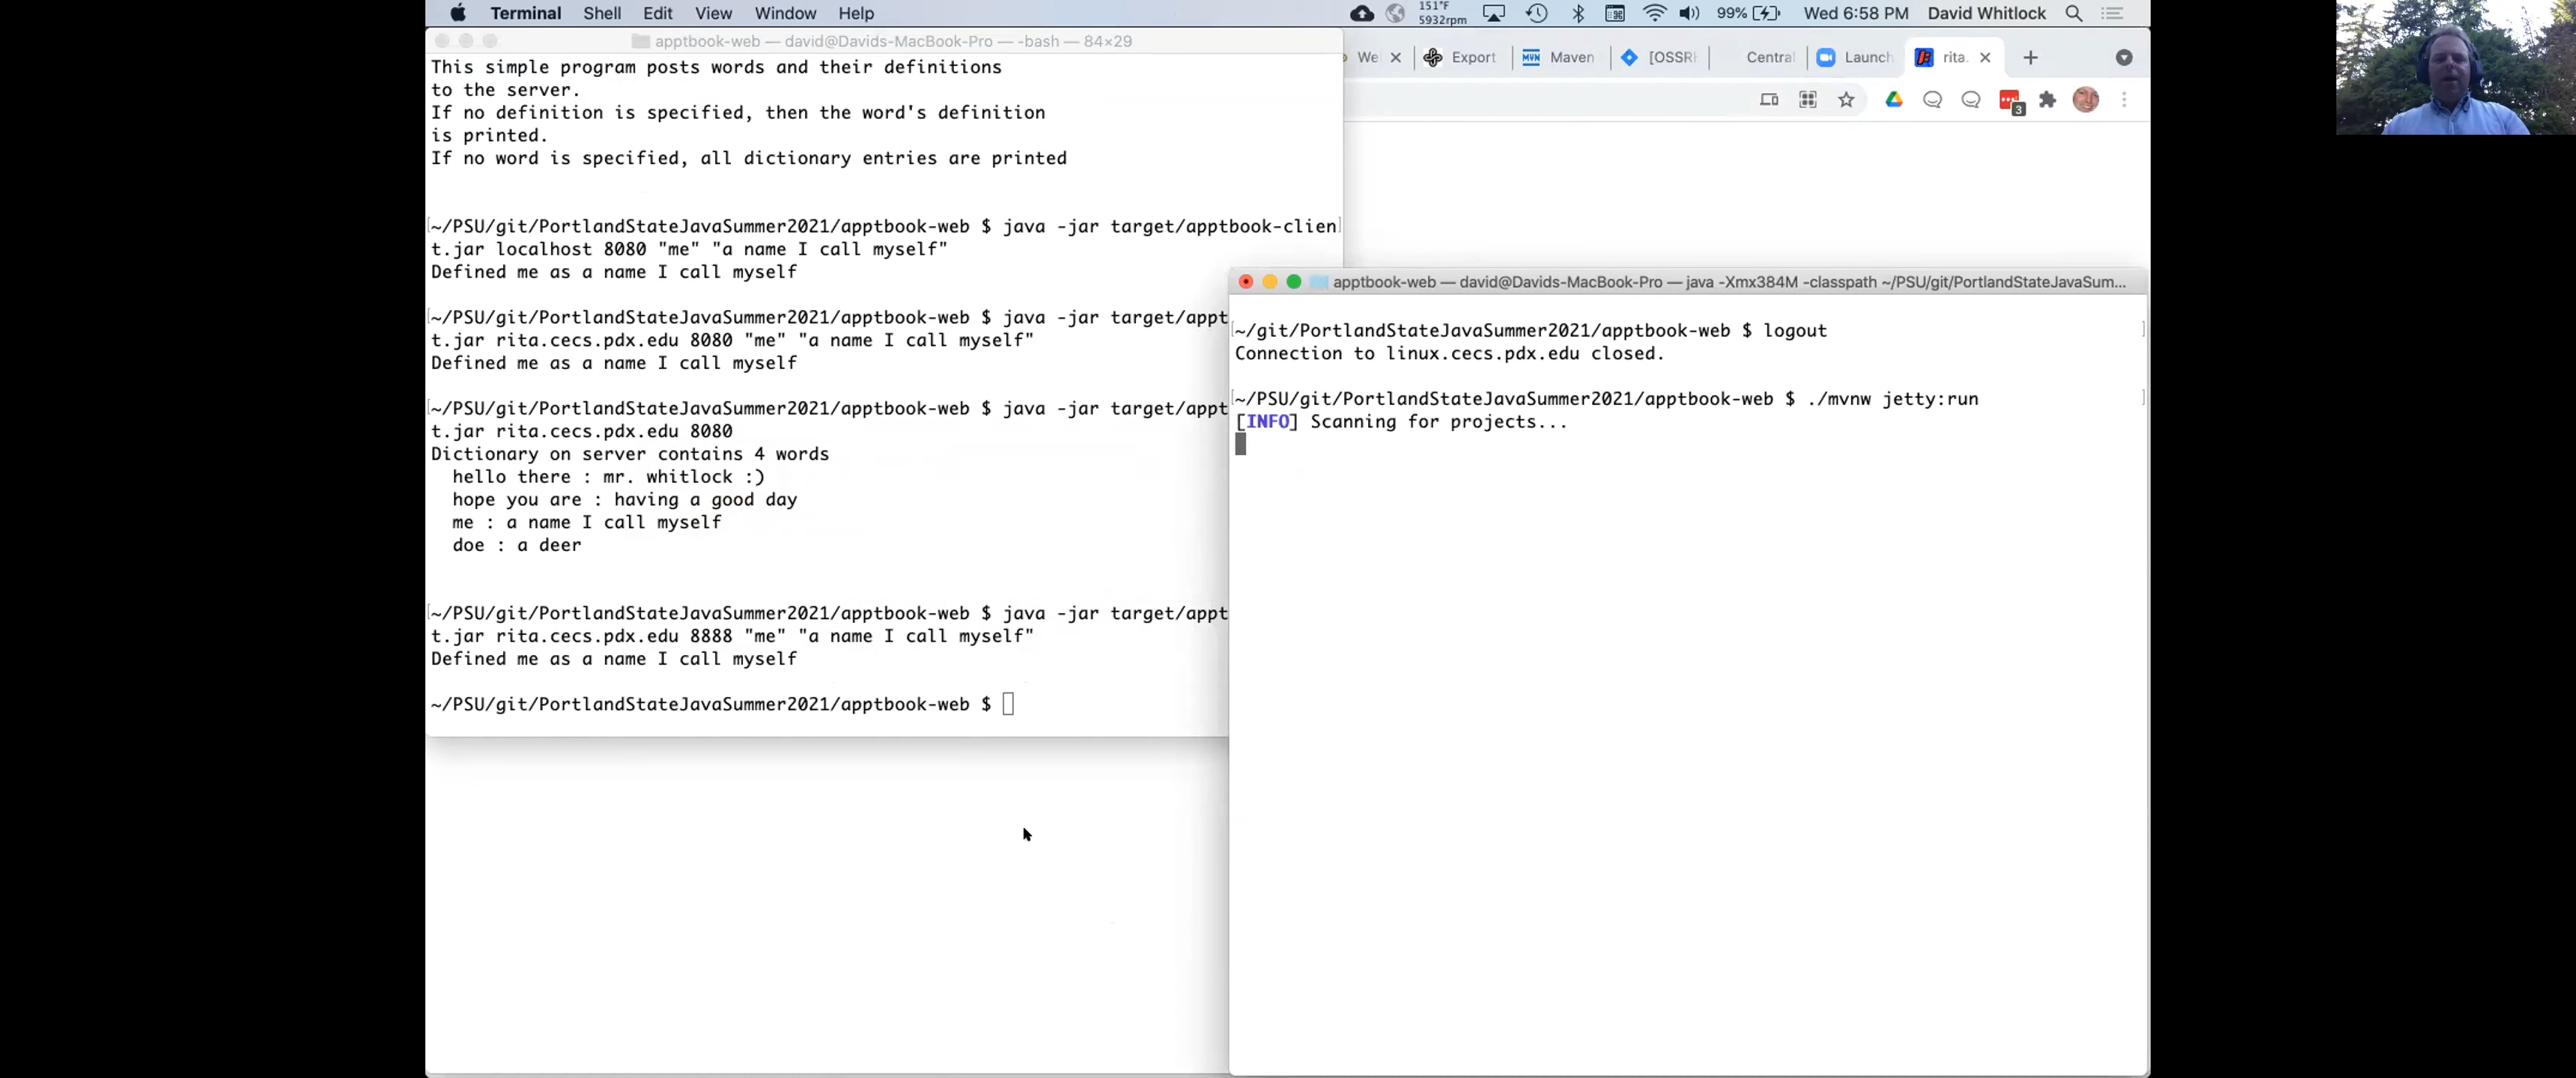 Terminal Shell Edit View Window Help
151°F
5932rpm
99%
Wed 6:58 PM David Whitlock
apptbook-web — david@Davids-MacBook-Pro — -bash — 84×29
We
Export
Maven
[OSSR
Central
Launch
rita.
3
This simple program posts words and their definitions
to the server.
If no definition is specified, then the word's definition
is printed.
If no word is specified, all dictionary entries are printed
~/PSU/git/PortlandStateJavaSummer2021/apptbook-web $ java -jar target/apptbook-clien
t.jar localhost 8080 "me" "a name I call myself"
Defined me as a name I call myself
~/PSU/git/PortlandStateJavaSummer2021/apptbook-web $ java -jar target/appt
t.jar rita.cecs.pdx.edu 8080 "me" "a name I call myself"
Defined me as a name I call myself
~/PSU/git/PortlandStateJavaSummer2021/apptbook-web $ java -jar target/appt
t.jar rita.cecs.pdx.edu 8080
Dictionary on server contains 4 words
hello there : mr. whitlock :)
hope you are : having a good day
me : a name I call myself
doe : a deer
~/PSU/git/PortlandStateJavaSummer2021/apptbook-web $ java -jar target/appt
t.jar rita.cecs.pdx.edu 8888 "me" "a name I call myself"
Defined me as a name I call myself
~/PSU/git/PortlandStateJavaSummer2021/apptbook-web $
apptbook-web — david@Davids-MacBook-Pro — java -Xmx384M -classpath ~/PSU/git/PortlandStateJavaSum...
~/git/PortlandStateJavaSummer2021/apptbook-web $ logout
Connection to linux.cecs.pdx.edu closed.
~/PSU/git/PortlandStateJavaSummer2021/apptbook-web $ ./mvnw jetty:run
[INFO] Scanning for projects...